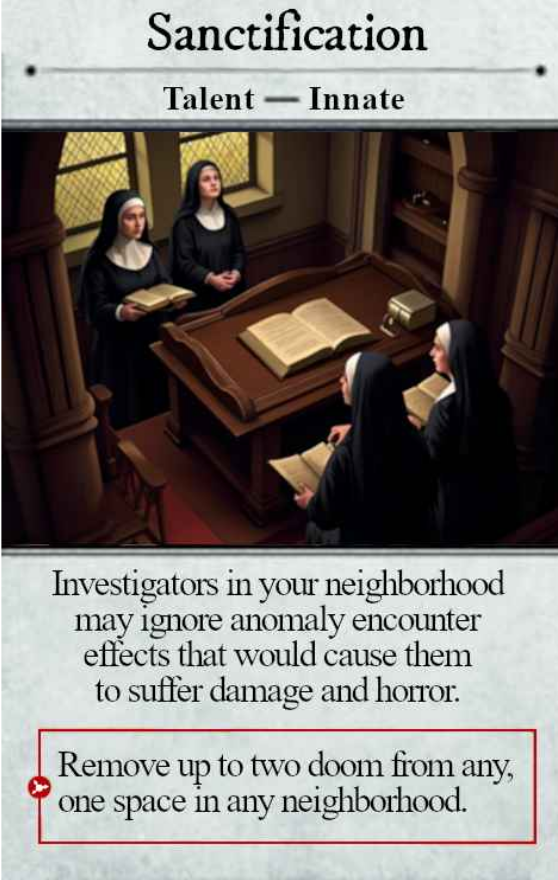 Sanctification
Talent — Innate
Investigators in your neighborhood
may ignore anomaly encounter
effects that would cause them
to suffer damage and horror.
Remove up to two doom from any,
one space in any neighborhood.